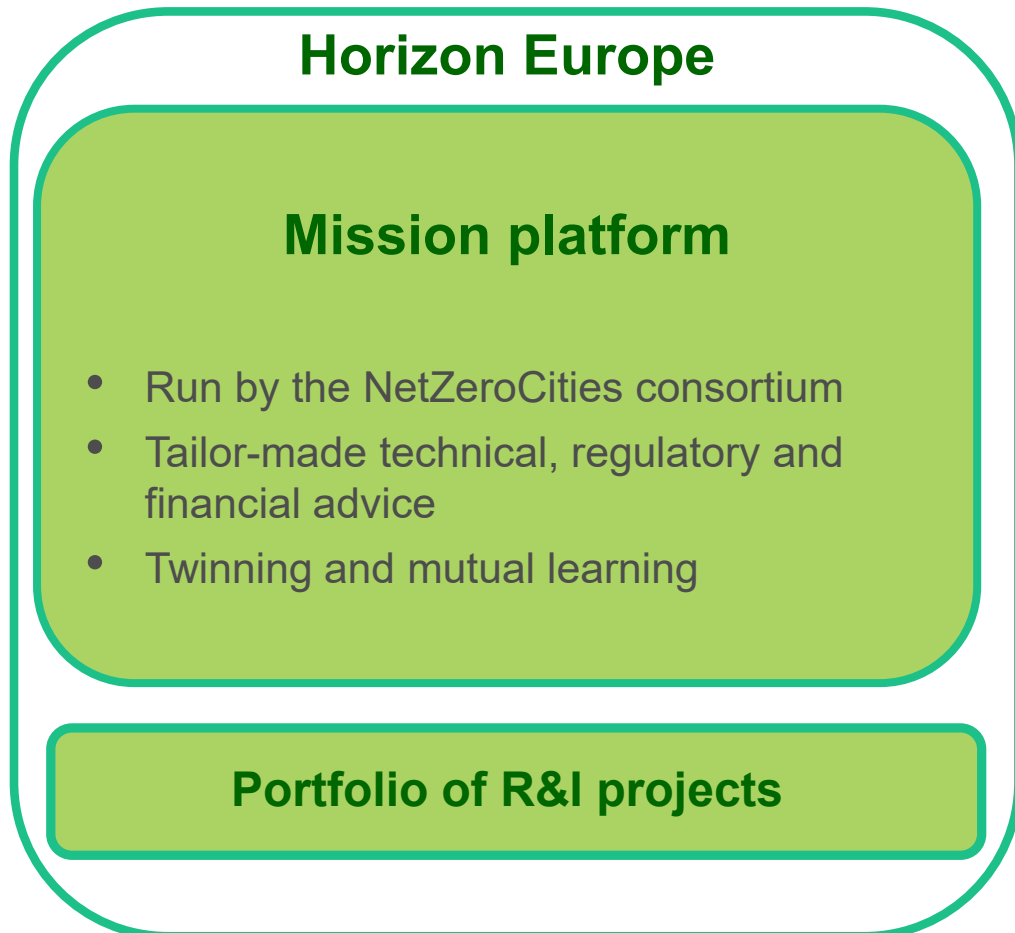 Horizon Europe
Mission platform
• Run by the NetZeroCities consortium
• Tailor-made technical, regulatory and
financial advice
• Twinning and mutual learning
Portfolio of R&I projects